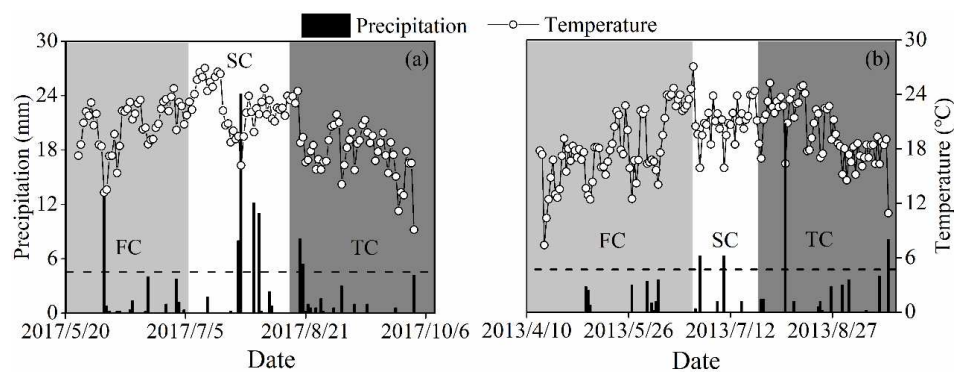 Precipitation Temperature
30 24 18 12 6 0
Precipitation (mm)
SC
(a)
FC
TC
2017/5/20 2017/7/5 2017/8/21 2017/10/6
Date
(b)
FC
SC
TC
30 24 18 12 6 0
Temperature (°C)
2013/4/10 2013/5/26 2013/7/12 2013/8/27
Date